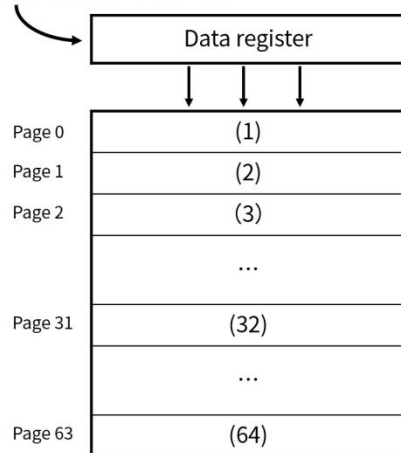 Data register
Page 0 (1)
Page 1 (2)
Page 2 (3)
...
Page 31 (32)
...
Page 63 (64)